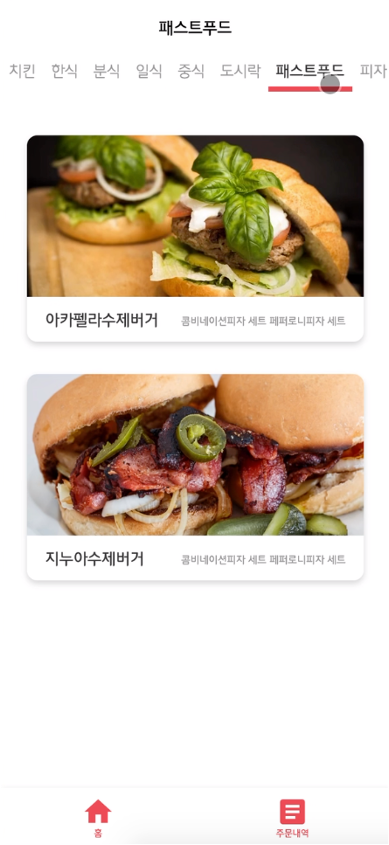 패스트푸드
치킨 한식 분식 일식 중식 도시락 패스트푸드 피자
아카펠라수제버거 콤비네이션피자 세트 페퍼로니피자 세트
지누아수제버거 콤비네이션피자 세트 페퍼로니피자 세트
홈 주문내역